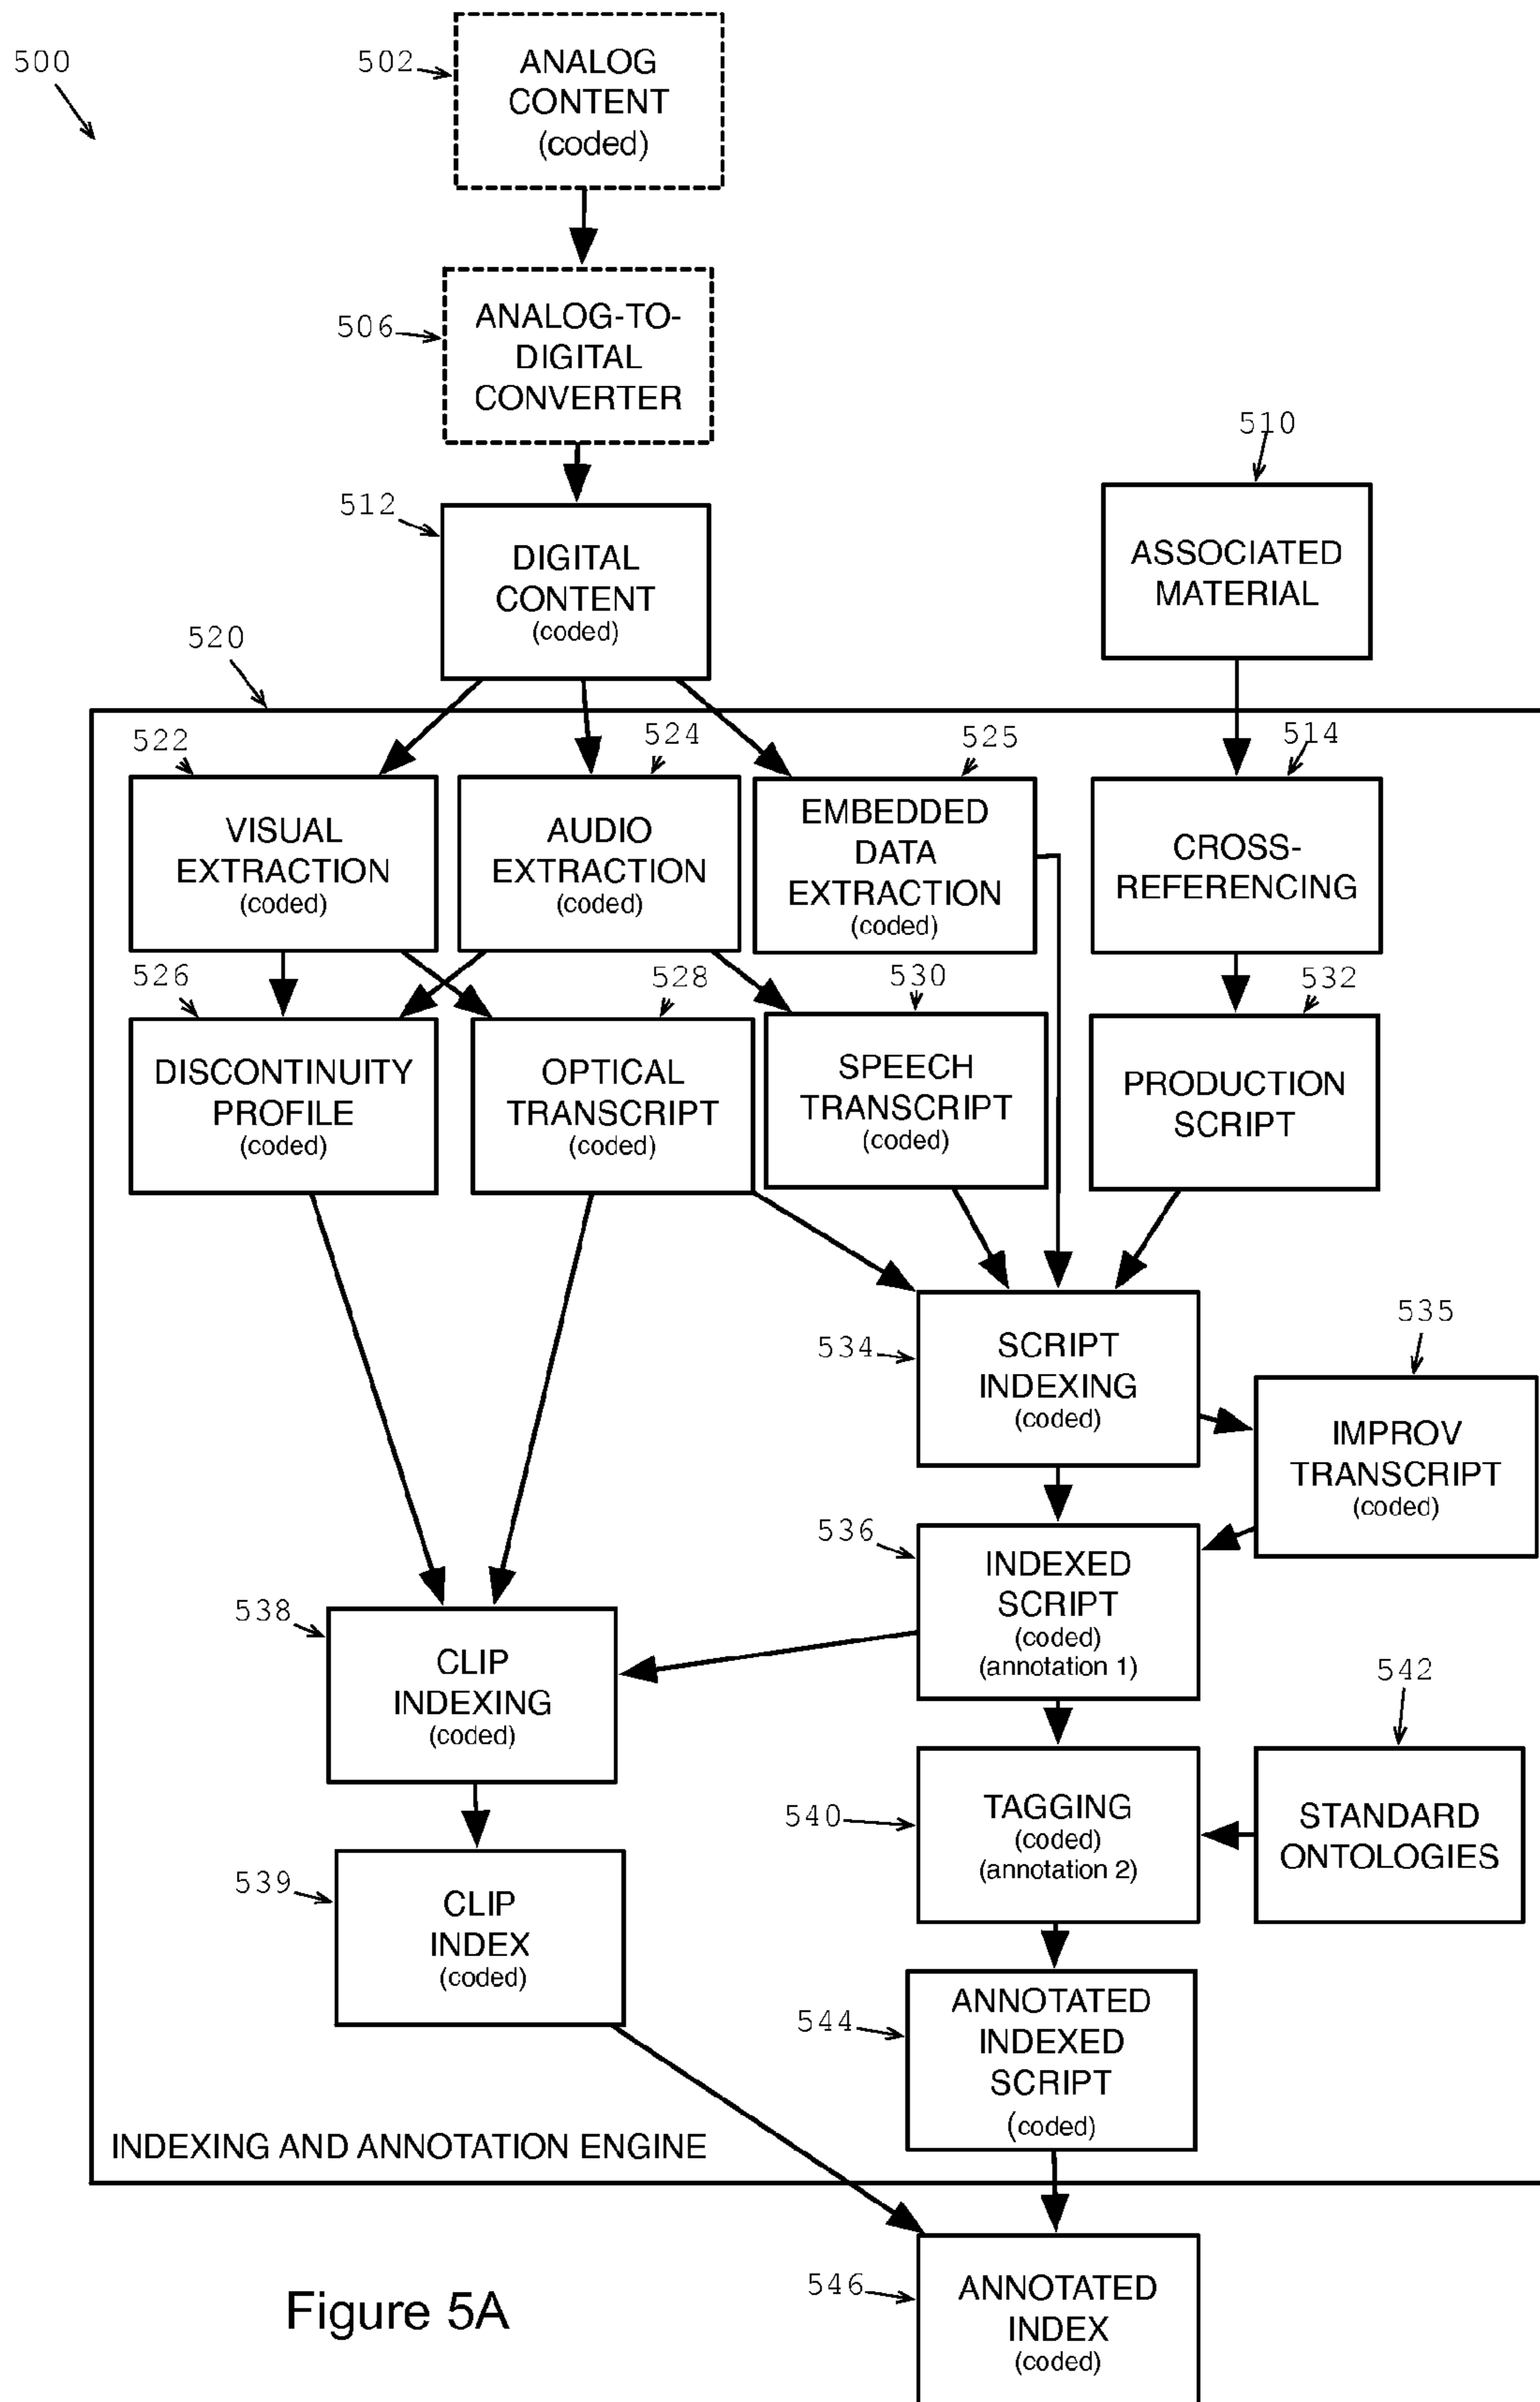 500
502
ANALOG
CONTENT
(coded)
506
ANALOG-TO-
DIGITAL
CONVERTER
510
512
DIGITAL
CONTENT
(coded)
ASSOCIATED
MATERIAL
520
522
524
525
514
VISUAL
EXTRACTION
(coded)
AUDIO
EXTRACTION
(coded)
EMBEDDED
DATA
EXTRACTION
(coded)
CROSS-
REFERENCING
526
528
530
532
DISCONTINUITY
PROFILE
(coded)
OPTICAL
TRANSCRIPT
(coded)
SPEECH
TRANSCRIPT
(coded)
PRODUCTION
SCRIPT
534
SCRIPT
INDEXING
(coded)
535
IMPROV
TRANSCRIPT
(coded)
536
INDEXED
SCRIPT
(coded)
(annotation 1)
538
CLIP
INDEXING
(coded)
542
540
TAGGING
(coded)
(annotation 2)
STANDARD
ONTOLOGIES
539
CLIP
INDEX
(coded)
544
ANNOTATED
INDEXED
SCRIPT
(coded)
INDEXING AND ANNOTATION ENGINE
546
ANNOTATED
INDEX
(coded)
Figure 5A